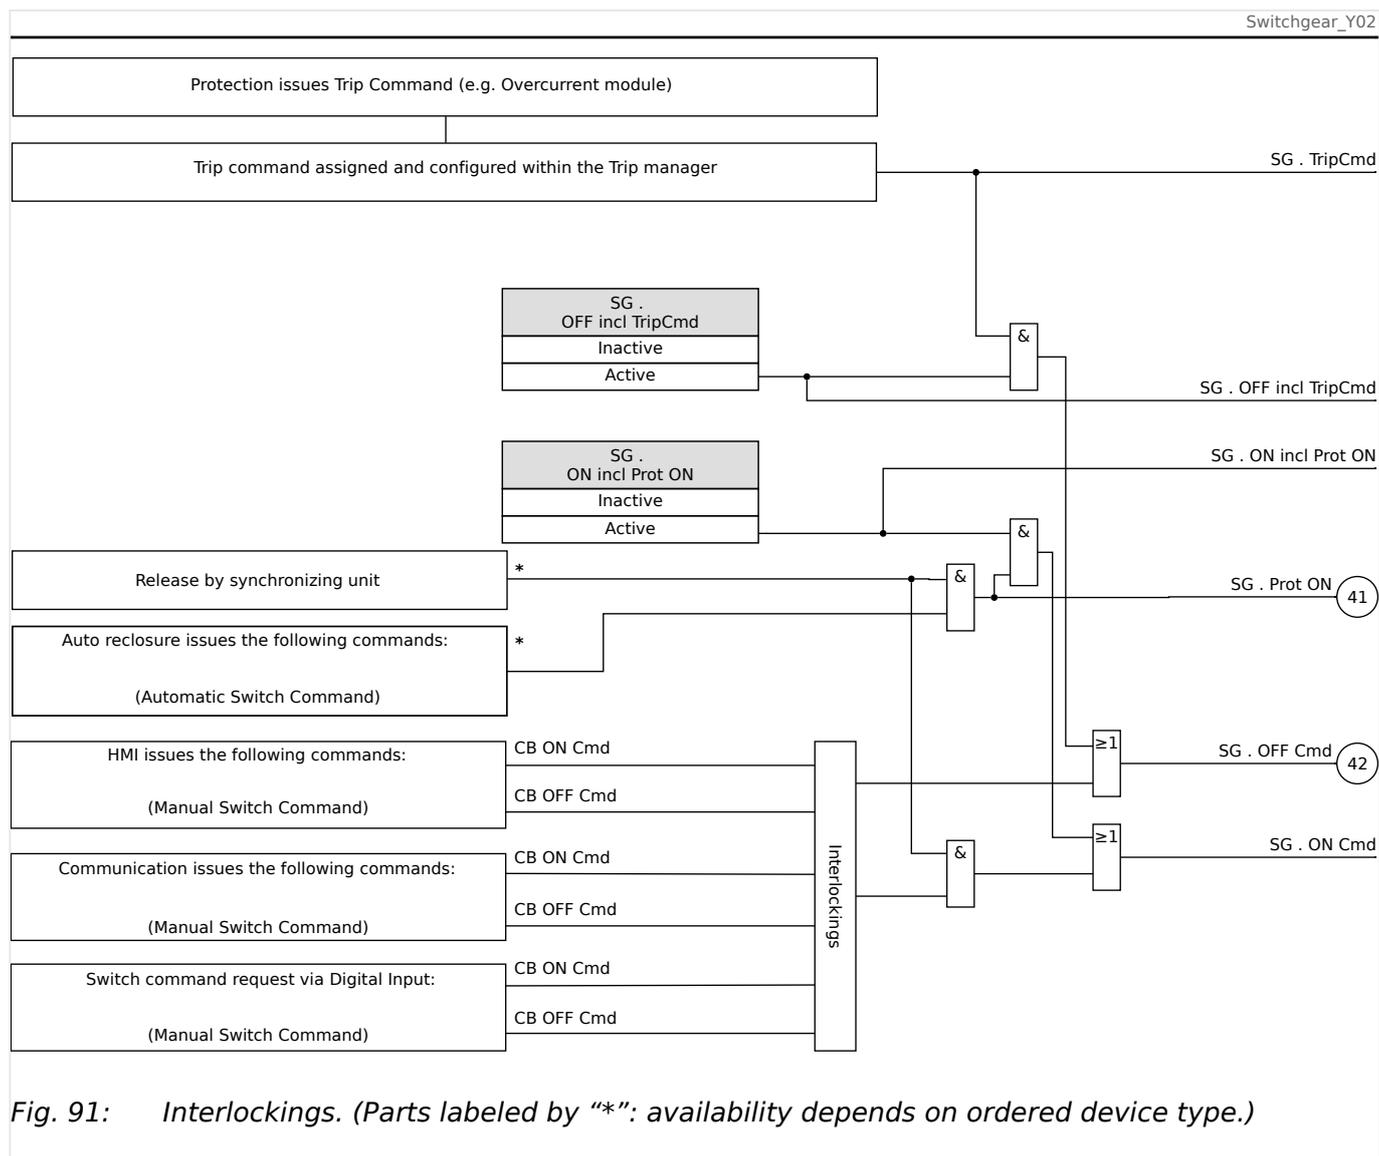 Switchgear_Y02
Protection issues Trip Command (e.g. Overcurrent module)
Trip command assigned and configured within the Trip manager
SG . TripCmd
SG .
OFF incl TripCmd
Inactive
Active
&
SG . OFF incl TripCmd
SG .
ON incl Prot ON
Inactive
Active
SG . ON incl Prot ON
&
Release by synchronizing unit
*
&
SG . Prot ON
41
Auto reclosure issues the following commands:
*
(Automatic Switch Command)
HMI issues the following commands:
(Manual Switch Command)
CB ON Cmd
CB OFF Cmd
≥1
SG . OFF Cmd
42
Communication issues the following commands:
(Manual Switch Command)
CB ON Cmd
CB OFF Cmd
Interlockings
&
≥1
SG . ON Cmd
Switch command request via Digital Input:
(Manual Switch Command)
CB ON Cmd
CB OFF Cmd
Fig. 91: Interlockings. (Parts labeled by “*”: availability depends on ordered device type.)